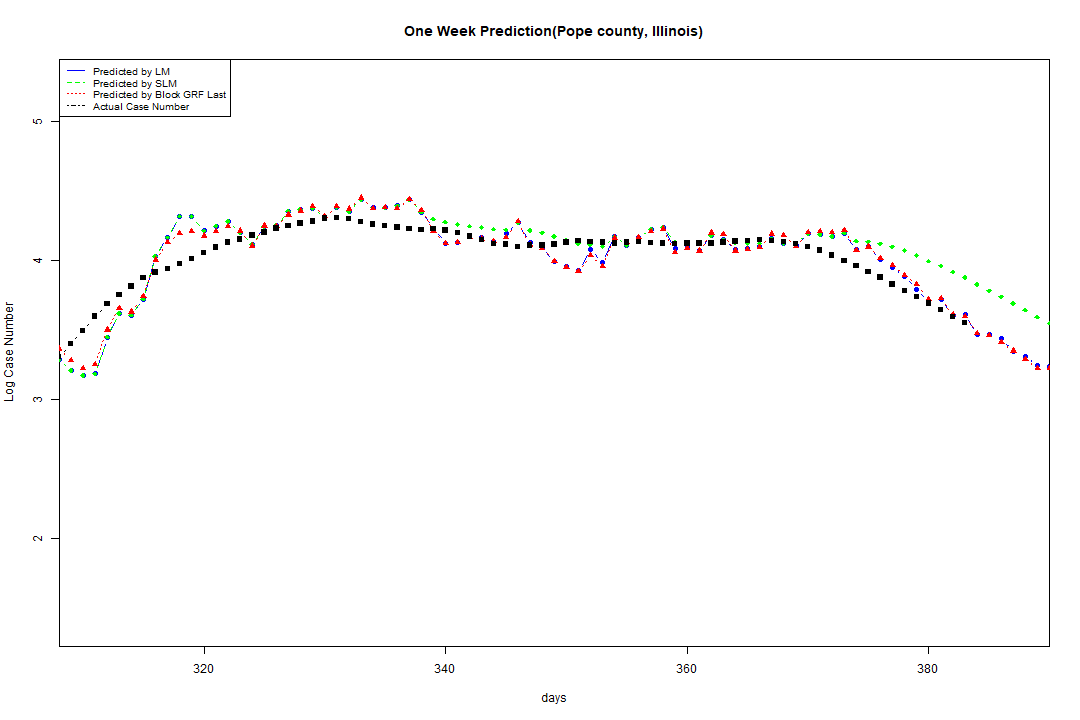 One Week Prediction(Pope county, Illinois)
Predicted by LM
Predicted by SLM
Predicted by Block GRF Last
Actual Case Number
5
4
3
2
Log Case Number
320 340 360 380
days